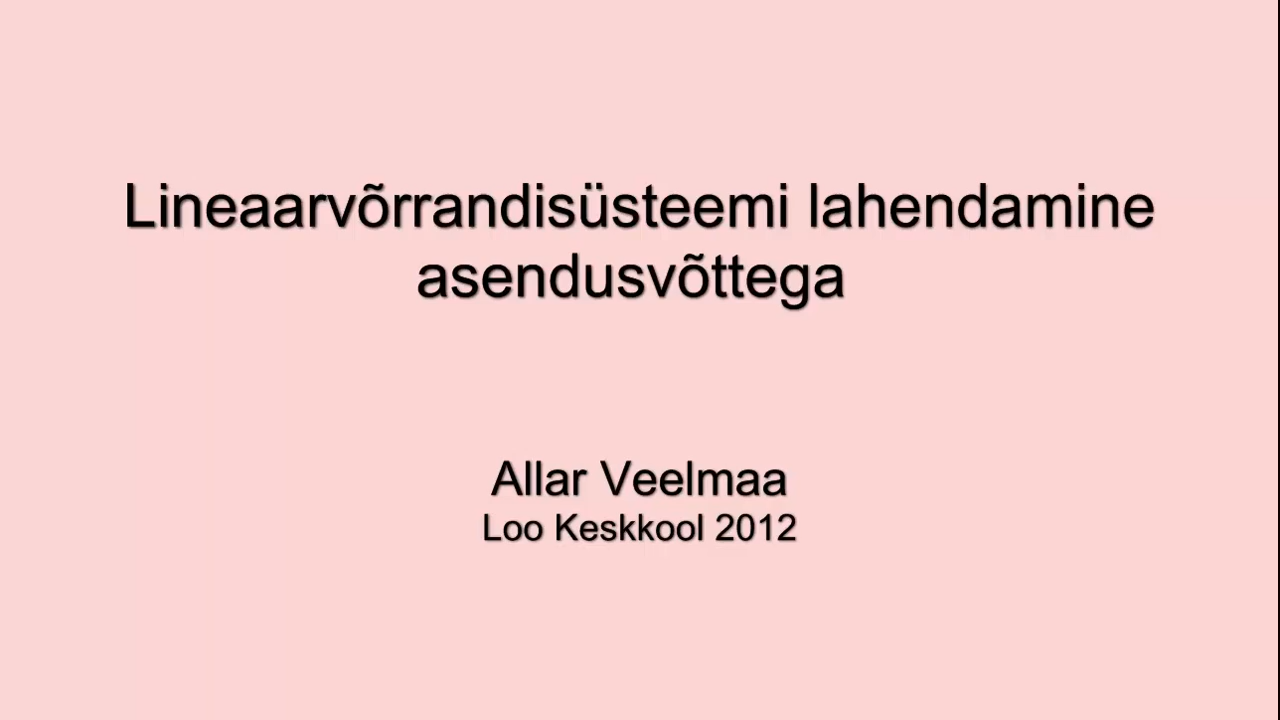 Lineaarvõrrandisüsteemi lahendamine
asendusvõttega
Allar Veelmaa
Loo Keskkool 2012